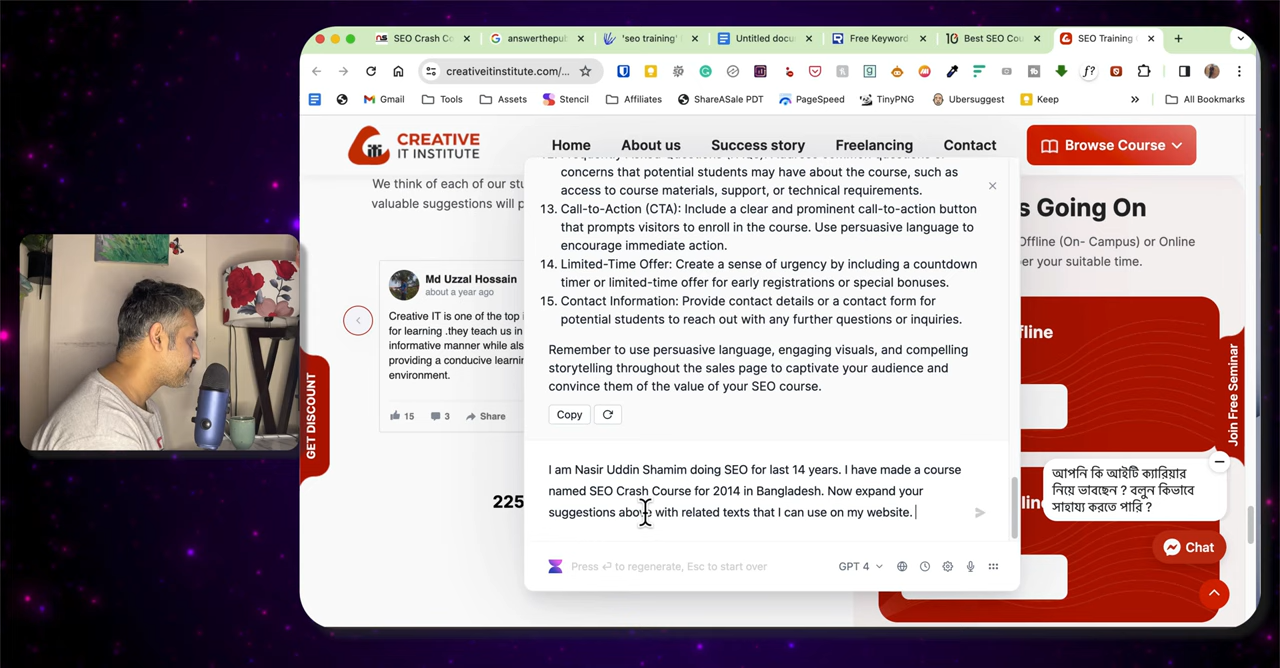 SEO Crash Co
answerthepu
'seo training'
Untitled docu
Free Keyword
Best SEO Cou
SEO Training
creativeitinstitute.com/...
Gmail
Tools
Assets
Stencil
Affiliates
ShareASale PDT
PageSpeed
TinyPNG
Ubersuggest
Keep
All Bookmarks
CREATIVE
IT INSTITUTE
Home
About us
Success story
Freelancing
Contact
Browse Course
We think of each of our stu
valuable suggestions will p
Md Uzzal Hossain
about a year ago
Creative IT is one of the top i
for learning .they teach us in
informative manner while als
providing a conducive learnin
environment.
15
3
Share
GET DISCOUNT
225
concerns that potential students may have about the course, such as
access to course materials, support, or technical requirements.
13. Call-to-Action (CTA): Include a clear and prominent call-to-action button
that prompts visitors to enroll in the course. Use persuasive language to
encourage immediate action.
14. Limited-Time Offer: Create a sense of urgency by including a countdown
timer or limited-time offer for early registrations or special bonuses.
15. Contact Information: Provide contact details or a contact form for
potential students to reach out with any further questions or inquiries.
Remember to use persuasive language, engaging visuals, and compelling
storytelling throughout the sales page to captivate your audience and
convince them of the value of your SEO course.
Copy
I am Nasir Uddin Shamim doing SEO for last 14 years. I have made a course
named SEO Crash Course for 2014 in Bangladesh. Now expand your
suggestions above with related texts that I can use on my website.
Press ⏎ to regenerate, Esc to start over
GPT 4
s Going On
Offline (On- Campus) or Online
er your suitable time.
fline
Join Free Seminar
আপনি কি আইটি ক্যারিয়ার
নিয়ে ভাবছেন ? বলুন কিভাবে
সাহায্য করতে পারি ?
Chat